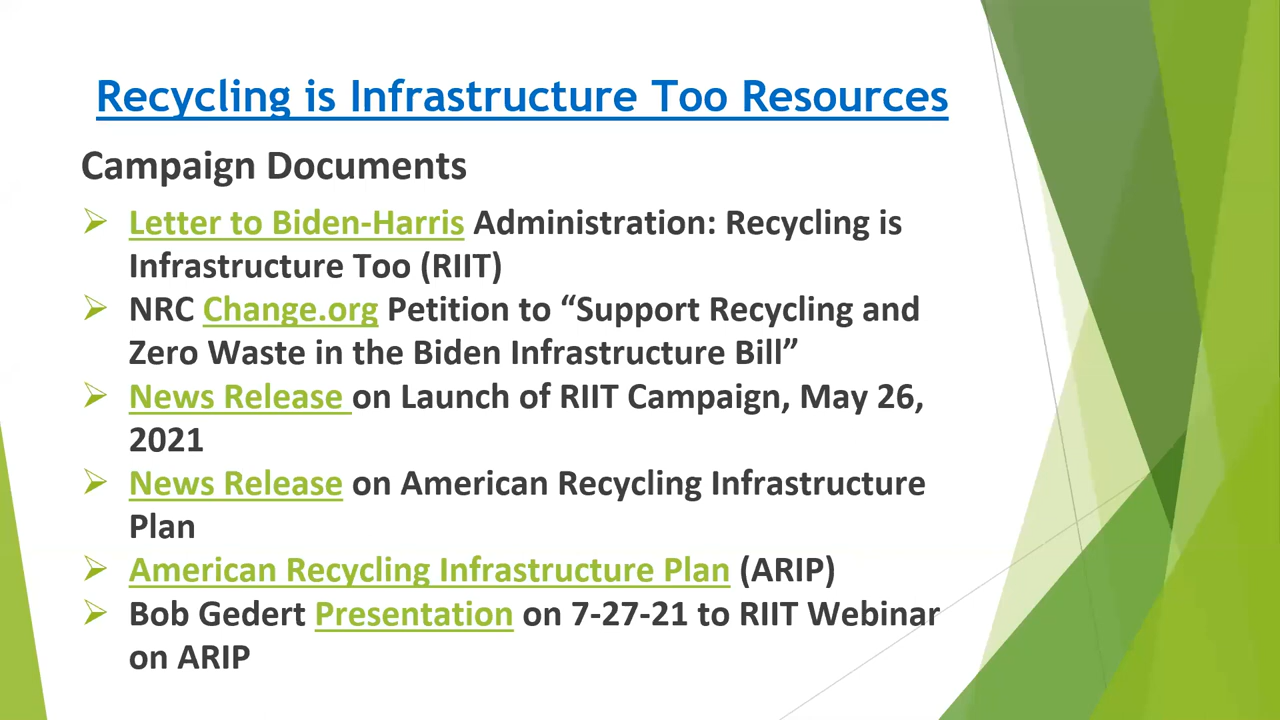 Recycling is Infrastructure Too Resources
Campaign Documents
Letter to Biden-Harris Administration: Recycling is
Infrastructure Too (RIIT)
NRC Change.org Petition to “Support Recycling and
Zero Waste in the Biden Infrastructure Bill”
News Release on Launch of RIIT Campaign, May 26,
2021
News Release on American Recycling Infrastructure
Plan
American Recycling Infrastructure Plan (ARIP)
Bob Gedert Presentation on 7-27-21 to RIIT Webinar
on ARIP